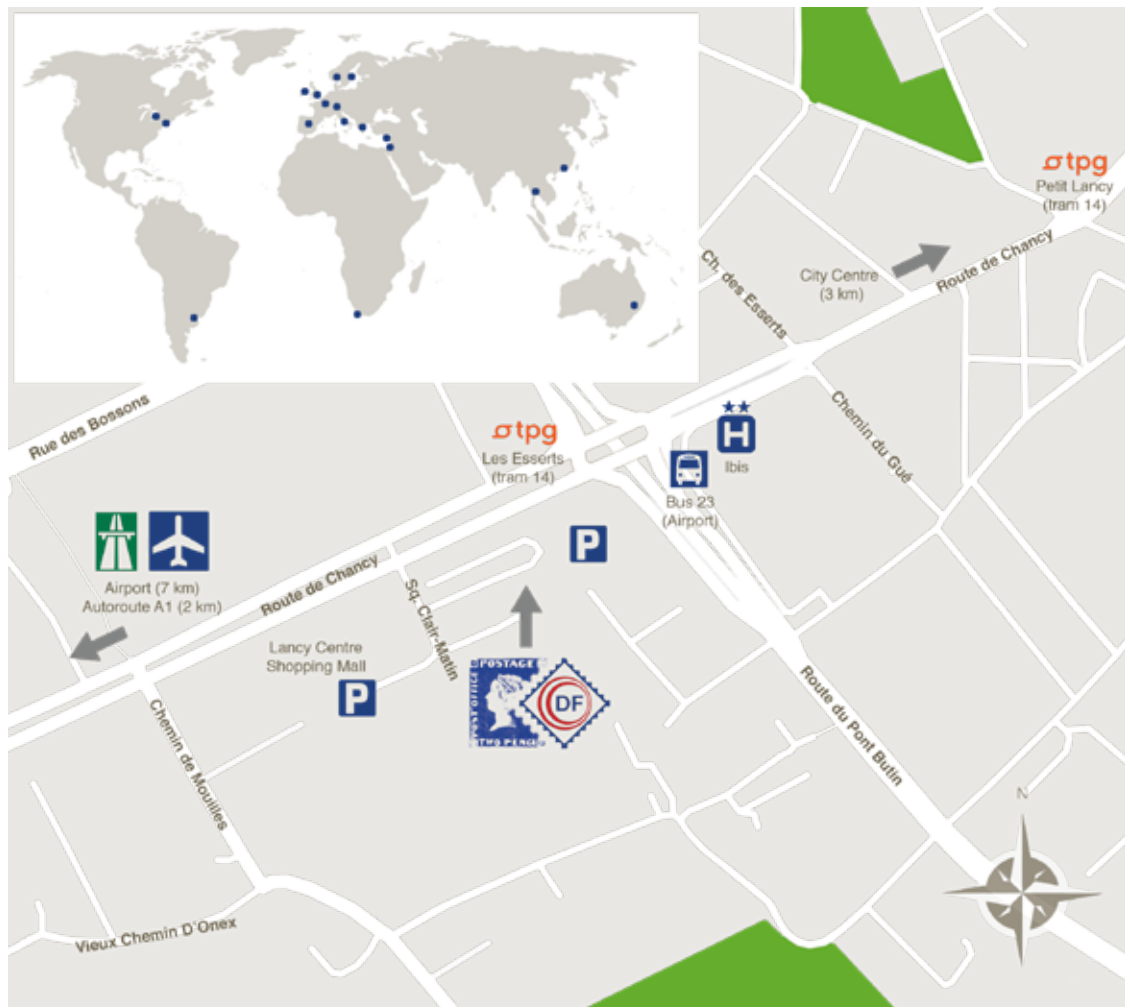 tpg
Petit Lancy
(tram 14)
City Centre
(3 km)
Route de Chancy
Ch. des Esserts
Rue des Bossons
tpg
Les Esserts
(tram 14)
H
Ibis
Chemin du Gué
Bus 23
(Airport)
P
Airport (7 km)
Autoroute A1 (2 km)
Route de Chancy
Sq. Clair-Matin
Lancy Centre
Shopping Mall
P
POSTAGE
POST OFFICE
TWO PENCE
DF
Route du Pont Butin
Chemin de Mouilles
N
Vieux Chemin D'Onex